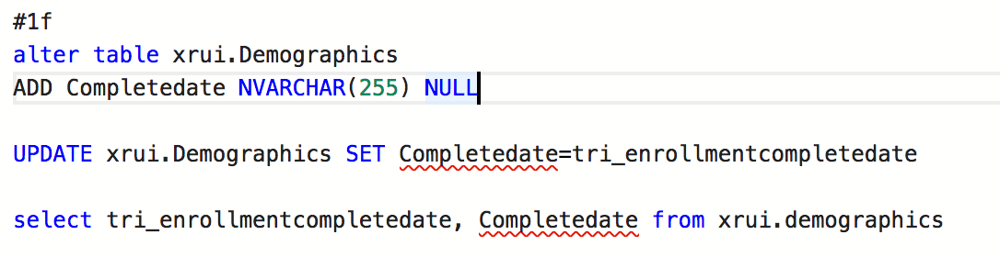 #1f
alter table xrui.Demographics
ADD Completedate NVARCHAR(255) NULL
UPDATE xrui.Demographics SET Completedate=tri_enrollmentcompletedate
select tri_enrollmentcompletedate, Completedate from xrui.demographics